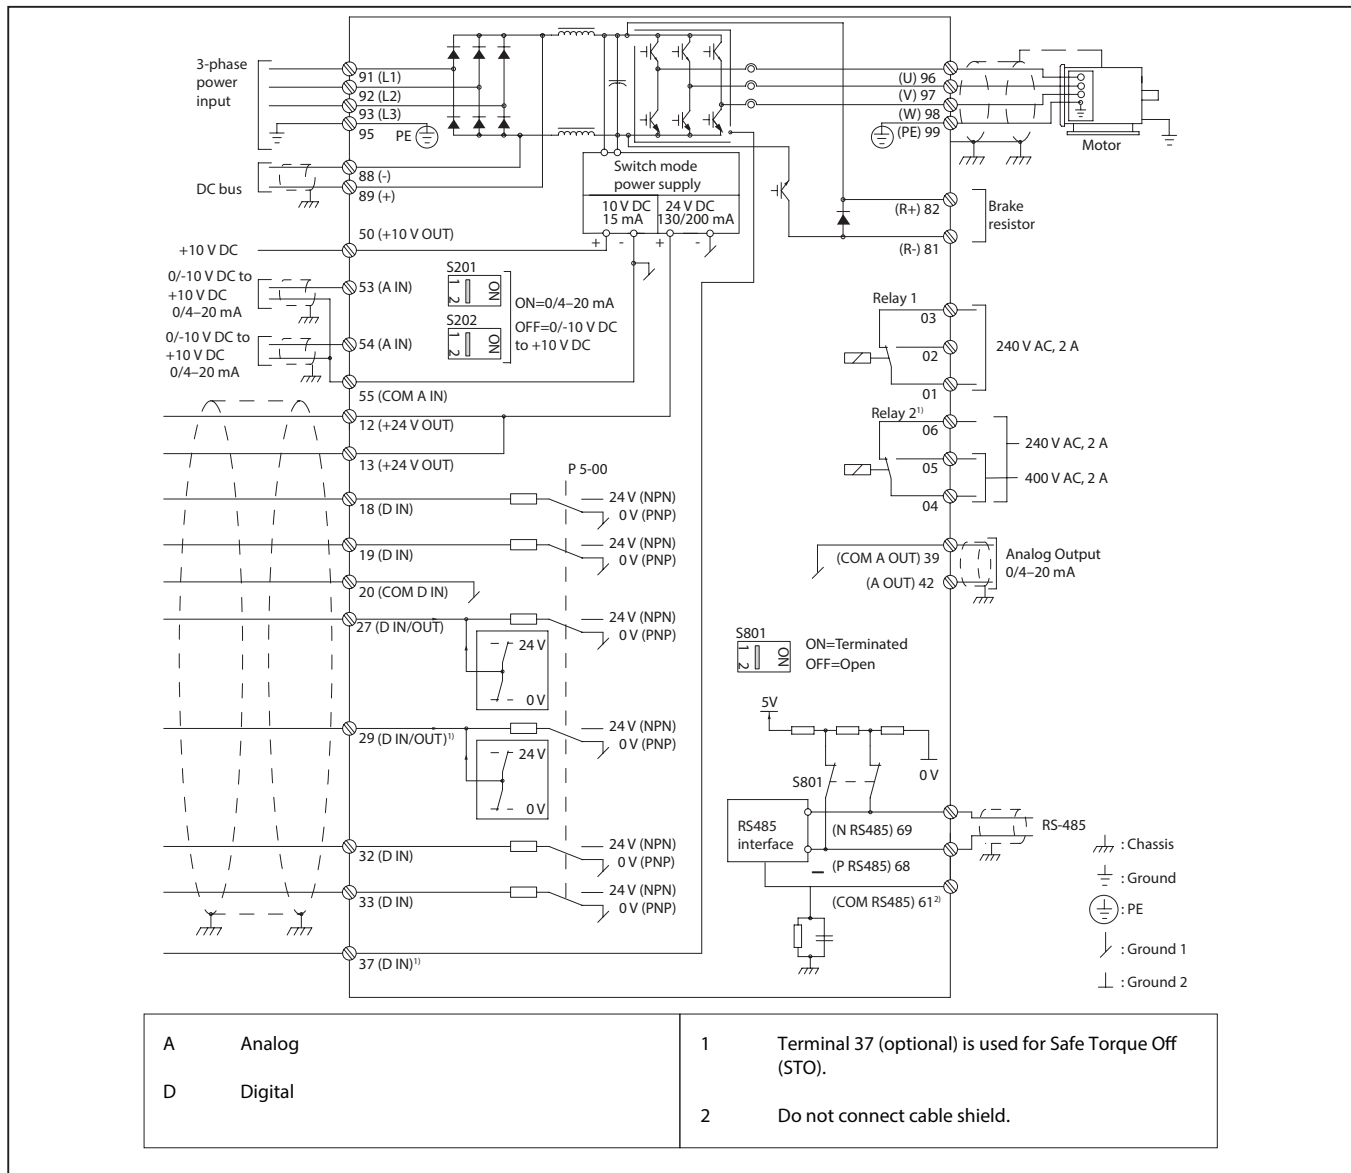 3-phase
power
input
91 (L1)
92 (L2)
93 (L3)
95
PE
DC bus
88 (-)
89 (+)
+10 V DC
50 (+10 V OUT)
0/-10 V DC to
+10 V DC
0/4–20 mA
53 (A IN)
0/-10 V DC to
+10 V DC
0/4–20 mA
54 (A IN)
55 (COM A IN)
12 (+24 V OUT)
13 (+24 V OUT)
18 (D IN)
19 (D IN)
20 (COM D IN)
27 (D IN/OUT)
29 (D IN/OUT)1)
32 (D IN)
33 (D IN)
37 (D IN)1)
S201
1
2
ON
S202
1
2
ON
ON=0/4–20 mA
OFF=0/-10 V DC
to +10 V DC
Switch mode
power supply
10 V DC
15 mA
24 V DC
130/200 mA
+ - + -
P 5-00
24 V (NPN)
0 V (PNP)
24 V (NPN)
0 V (PNP)
24 V (NPN)
0 V (PNP)
24 V
0 V
24 V (NPN)
0 V (PNP)
24 V
0 V
24 V (NPN)
0 V (PNP)
24 V (NPN)
0 V (PNP)
(U) 96
(V) 97
(W) 98
(PE) 99
Motor
(R+) 82
(R-) 81
Brake
resistor
Relay 1
03
02
01
240 V AC, 2 A
Relay 21)
06
05
04
240 V AC, 2 A
400 V AC, 2 A
(COM A OUT) 39
(A OUT) 42
Analog Output
0/4–20 mA
S801
1
2
ON
ON=Terminated
OFF=Open
5V
S801
0 V
RS485
interface
(N RS485) 69
(P RS485) 68
(COM RS485) 612)
RS-485
: Chassis
: Ground
: PE
: Ground 1
: Ground 2
A Analog
D Digital
1 Terminal 37 (optional) is used for Safe Torque Off
(STO).
2 Do not connect cable shield.